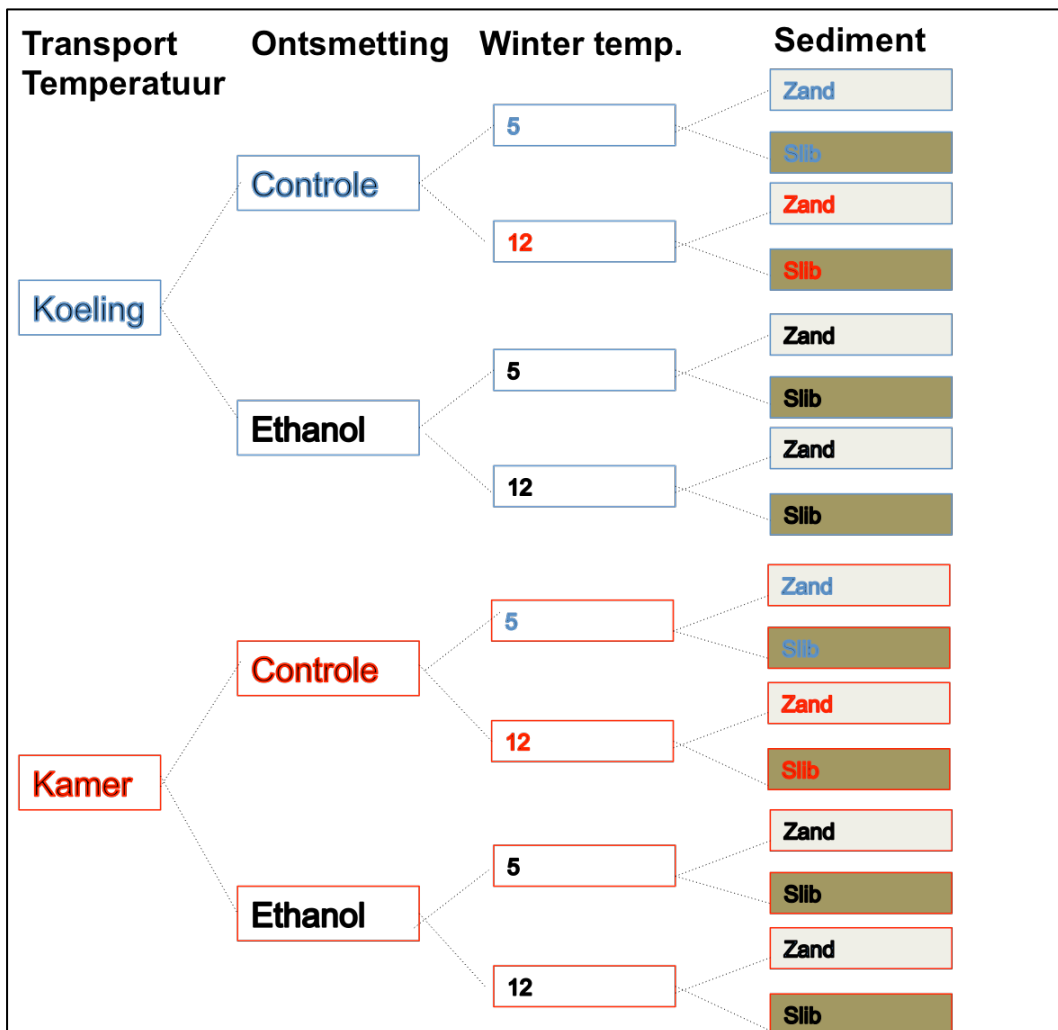 Transport Temperatuur
Ontsmetting
Winter temp.
Sediment
Koeling
Controle
5
Zand
Slib
12
Zand
Slib
Ethanol
5
Zand
Slib
12
Zand
Slib
Kamer
Controle
5
Zand
Slib
12
Zand
Slib
Ethanol
5
Zand
Slib
12
Zand
Slib